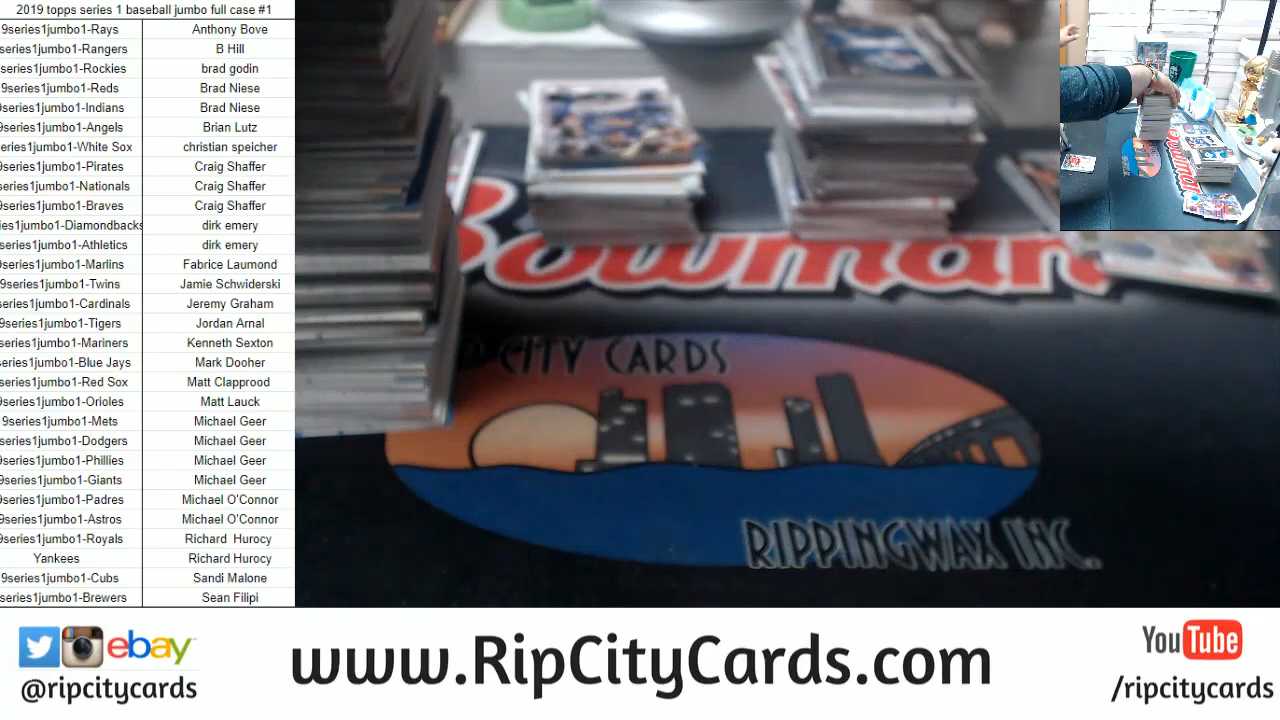 2019 topps series 1 baseball jumbo full case #1
9series1jumbo1-Rays Anthony Bove
series1jumbo1-Rangers B Hill
series1jumbo1-Rockies brad godin
9series1jumbo1-Reds Brad Niese
9series1jumbo1-Indians Brad Niese
9series1jumbo1-Angels Brian Lutz
eries1jumbo1-White Sox christian speicher
series1jumbo1-Pirates Craig Shaffer
series1jumbo1-Nationals Craig Shaffer
9series1jumbo1-Braves Craig Shaffer
ies1jumbo1-Diamondbacks dirk emery
series1jumbo1-Athletics dirk emery
9series1jumbo1-Marlins Fabrice Laumond
9series1jumbo1-Twins Jamie Schwiderski
series1jumbo1-Cardinals Jeremy Graham
9series1jumbo1-Tigers Jordan Arnal
series1jumbo1-Mariners Kenneth Sexton
series1jumbo1-Blue Jays Mark Dooher
series1jumbo1-Red Sox Matt Clapprood
series1jumbo1-Orioles Matt Lauck
9series1jumbo1-Mets Michael Geer
series1jumbo1-Dodgers Michael Geer
series1jumbo1-Phillies Michael Geer
9series1jumbo1-Giants Michael Geer
series1jumbo1-Padres Michael O'Connor
9series1jumbo1-Astros Michael O'Connor
9series1jumbo1-Royals Richard Hurocy
Yankees Richard Hurocy
9series1jumbo1-Cubs Sandi Malone
series1jumbo1-Brewers Sean Filipi
Bowman
P CITY CARDS
RIPPINGWAX INC.
Bowman
ebay
@ripcitycards
www.RipCityCards.com
YouTube
/ripcitycards